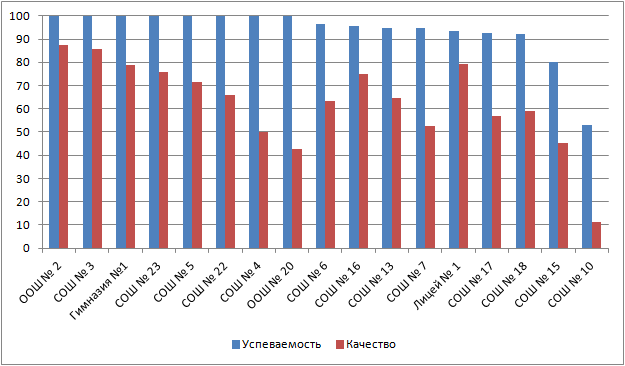 100
90
80
70
60
50
40
30
20
10
0
ООШ № 2
СОШ № 3
Гимназия №1
СОШ № 23
СОШ № 5
СОШ № 22
СОШ № 4
ООШ № 20
СОШ № 6
СОШ № 16
СОШ № 13
СОШ № 7
Лицей № 1
СОШ № 17
СОШ № 18
СОШ № 15
СОШ № 10
Успеваемость
Качество